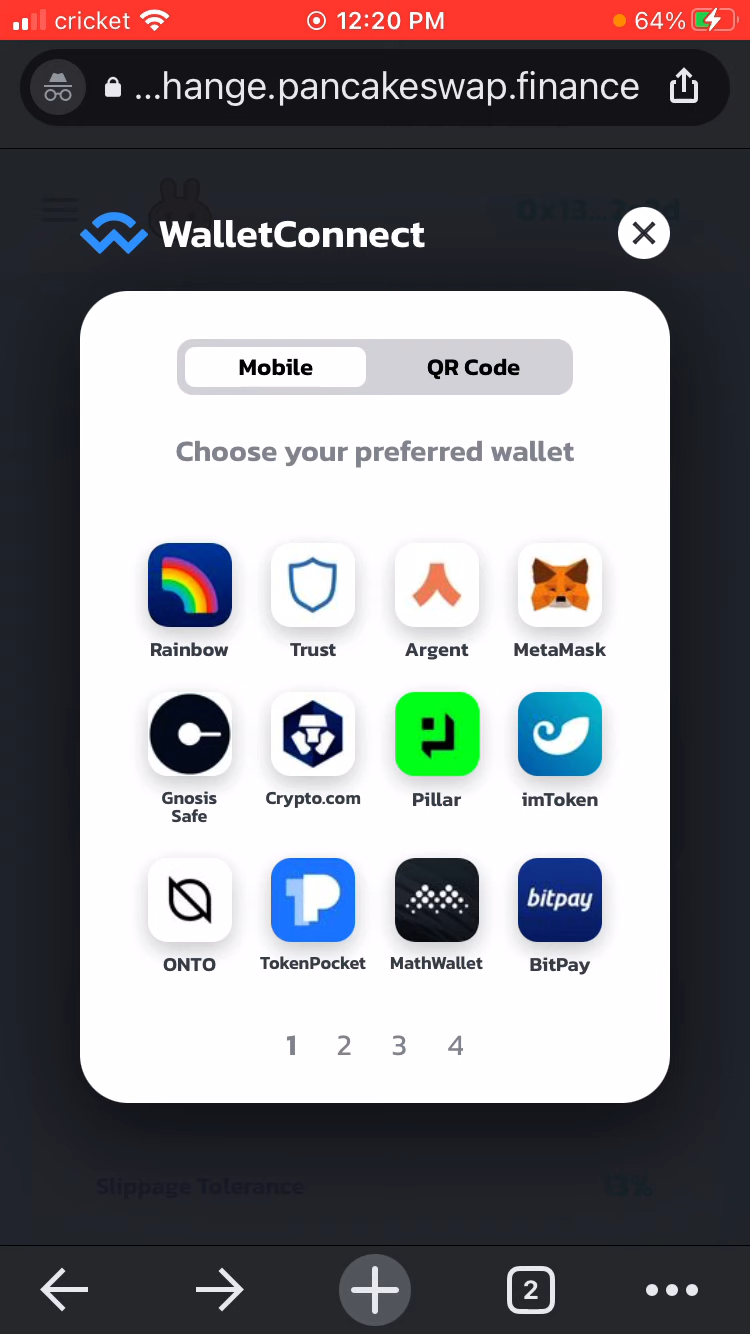 cricket 12:20 PM 64%
...hange.pancakeswap.finance
WalletConnect
Mobile QR Code
Choose your preferred wallet
Rainbow Trust Argent MetaMask
Gnosis Safe Crypto.com Pillar imToken
bitpay
ONTO TokenPocket MathWallet BitPay
1 2 3 4
Slippage Tolerance 13%
2